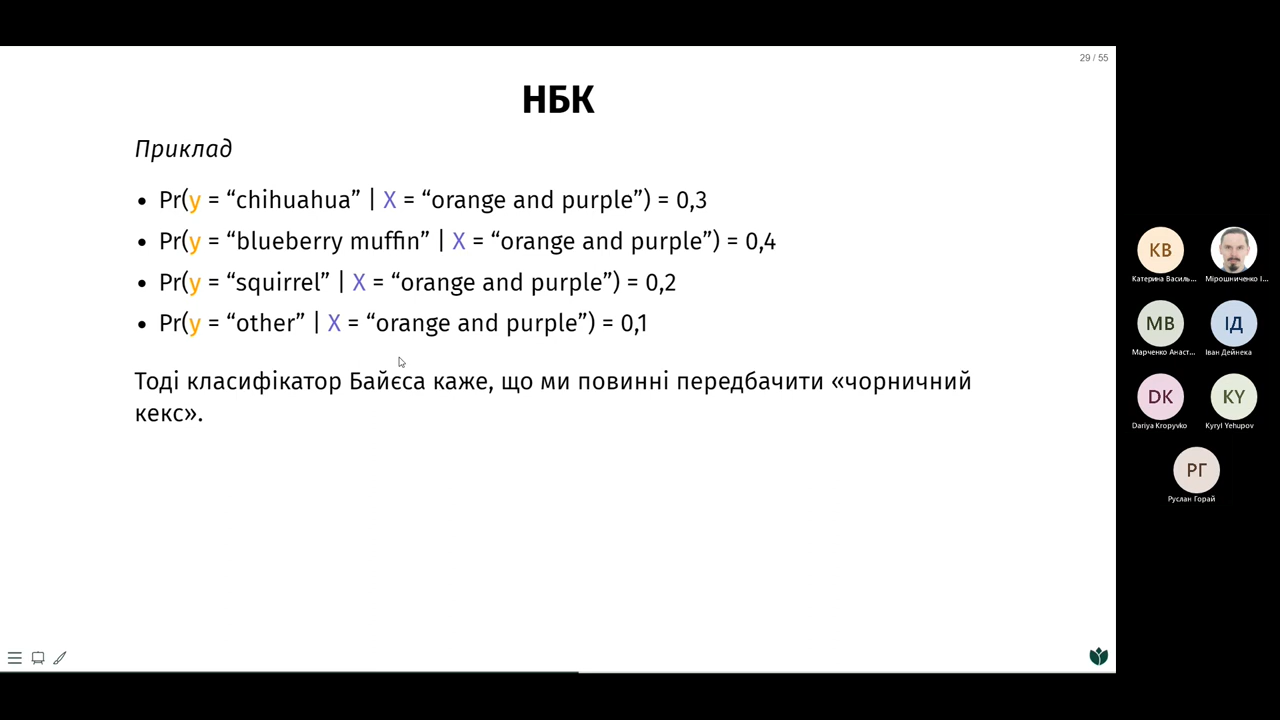 29 / 55
НБК
Приклад
• Pr(y = “chihuahua” | X = “orange and purple”) = 0,3
• Pr(y = “blueberry muffin” | X = “orange and purple”) = 0,4
• Pr(y = “squirrel” | X = “orange and purple”) = 0,2
• Pr(y = “other” | X = “orange and purple”) = 0,1
Тоді класифікатор Байєса каже, що ми повинні передбачити «чорничний
кекс».
КВ
Катерина Василь...
Мірошниченко І...
МВ
Марченко Анаст...
ІД
Іван Дейнека
DK
Dariya Kropyvko
KY
Kyryl Yehupov
РГ
Руслан Горай